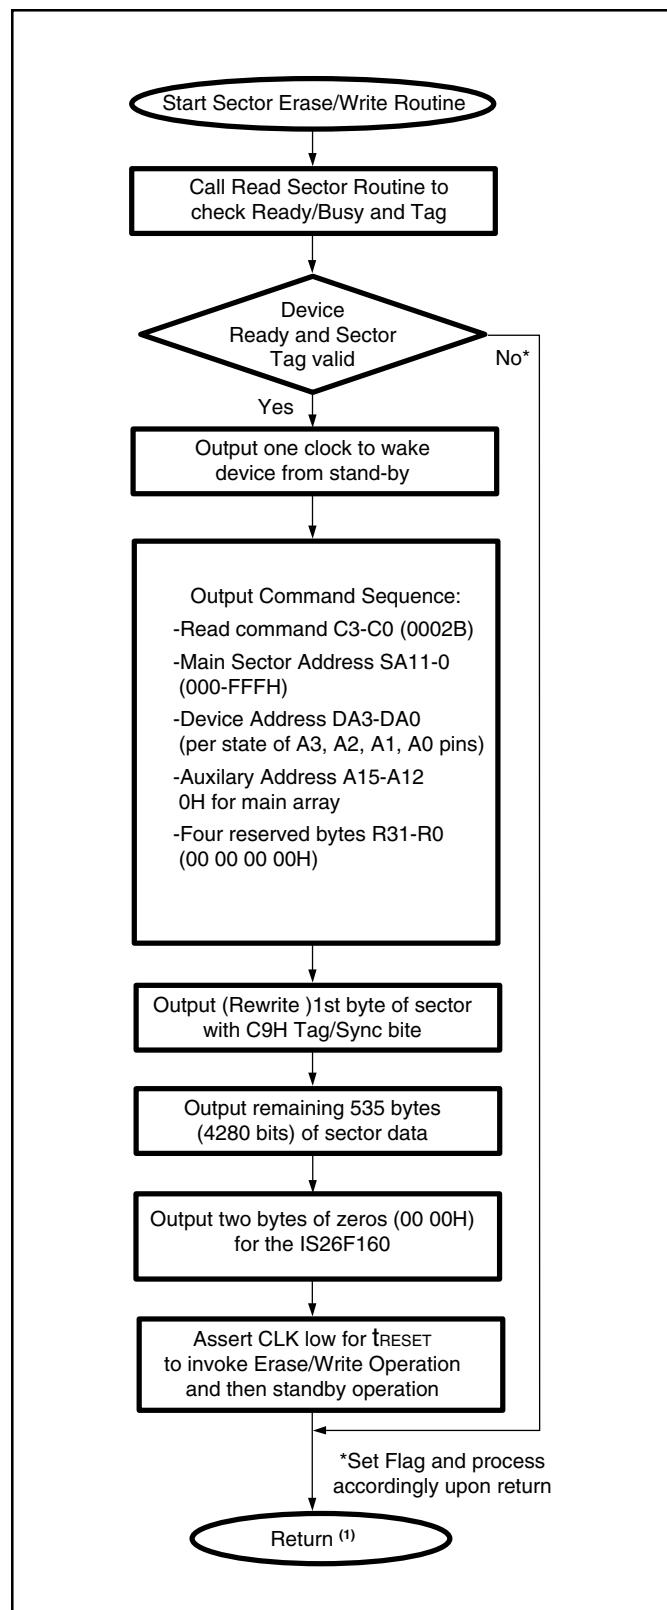 Start Sector Erase/Write Routine
Call Read Sector Routine to
check Ready/Busy and Tag
Device
Ready and Sector
Tag valid
No*
Yes
Output one clock to wake
device from stand-by
Output Command Sequence:
-Read command C3-C0 (0002B)
-Main Sector Address SA11-0
(000-FFFH)
-Device Address DA3-DA0
(per state of A3, A2, A1, A0 pins)
-Auxilary Address A15-A12
0H for main array
-Four reserved bytes R31-R0
(00 00 00 00H)
Output (Rewrite )1st byte of sector
with C9H Tag/Sync bite
Output remaining 535 bytes
(4280 bits) of sector data
Output two bytes of zeros (00 00H)
for the IS26F160
Assert CLK low for tRESET
to invoke Erase/Write Operation
and then standby operation
*Set Flag and process
accordingly upon return
Return (1)